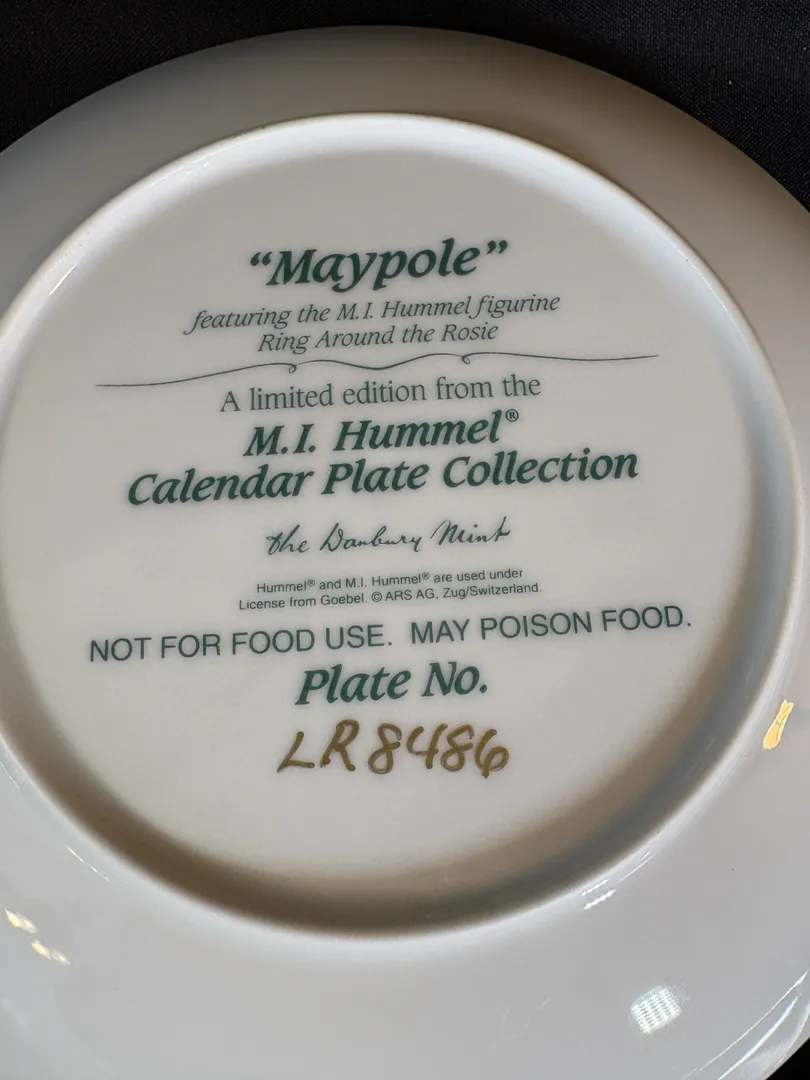 “Maypole”
featuring the M.I. Hummel figurine
Ring Around the Rosie
A limited edition from the
M.I. Hummel®
Calendar Plate Collection
the Danbury Mint
Hummel® and M.I. Hummel® are used under
License from Goebel. © ARS AG, Zug/Switzerland.
NOT FOR FOOD USE. MAY POISON FOOD.
Plate No.
LR8486